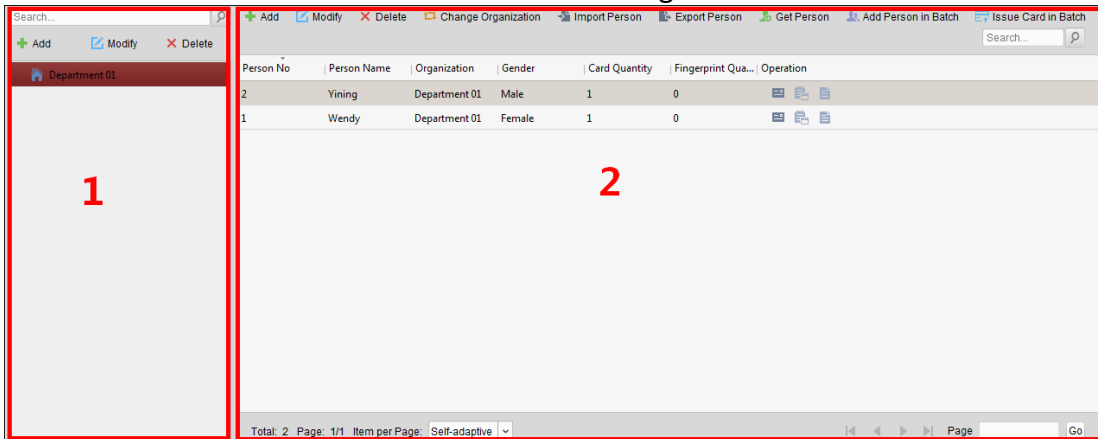 Search...
Add Modify Delete
Department 01
1
Add Modify Delete Change Organization Import Person Export Person Get Person Add Person in Batch Issue Card in Batch
Search...
Person No Person Name Organization Gender Card Quantity Fingerprint Qua... Operation
2 Yining Department 01 Male 1 0
1 Wendy Department 01 Female 1 0
2
Total: 2 Page: 1/1 Item per Page: Self-adaptive Page Go